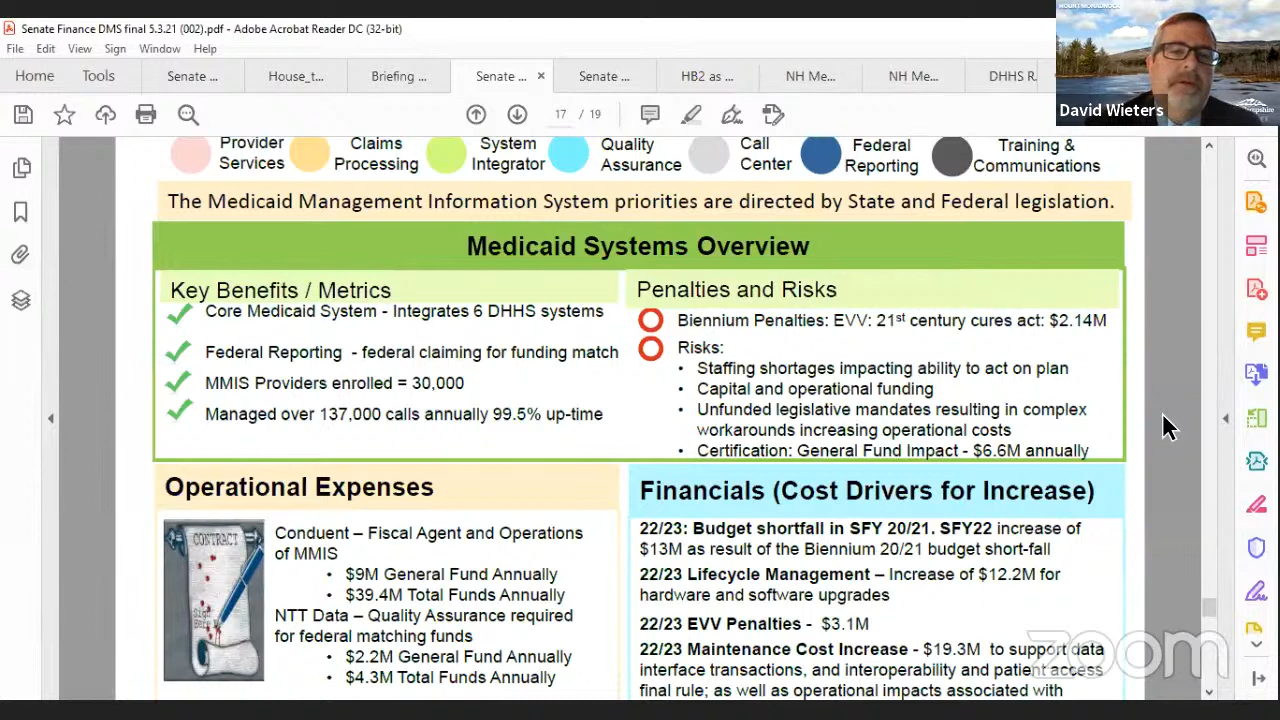 Senate Finance DMS final 5.3.21 (002).pdf - Adobe Acrobat Reader DC (32-bit)
File Edit View Sign Window Help
Home Tools Senate ... House_t... Briefing ... Senate ... × Senate ... HB2 as ... NH Me... NH Me... DHHS R.
17 / 19
MOUNT MONADNOCK
David Wieters
Provider Services
Claims Processing
System Integrator
Quality Assurance
Call Center
Federal Reporting
Training & Communications
The Medicaid Management Information System priorities are directed by State and Federal legislation.
Medicaid Systems Overview
Key Benefits / Metrics
Core Medicaid System - Integrates 6 DHHS systems
Federal Reporting - federal claiming for funding match
MMIS Providers enrolled = 30,000
Managed over 137,000 calls annually 99.5% up-time
Penalties and Risks
Biennium Penalties: EVV: 21st century cures act: $2.14M
Risks:
• Staffing shortages impacting ability to act on plan
• Capital and operational funding
• Unfunded legislative mandates resulting in complex
workarounds increasing operational costs
• Certification: General Fund Impact - $6.6M annually
Operational Expenses
CONTRACT
Sign
Here
Conduent – Fiscal Agent and Operations
of MMIS
• $9M General Fund Annually
• $39.4M Total Funds Annually
NTT Data – Quality Assurance required
for federal matching funds
• $2.2M General Fund Annually
• $4.3M Total Funds Annually
Financials (Cost Drivers for Increase)
22/23: Budget shortfall in SFY 20/21. SFY22 increase of
$13M as result of the Biennium 20/21 budget short-fall
22/23 Lifecycle Management – Increase of $12.2M for
hardware and software upgrades
22/23 EVV Penalties - $3.1M
22/23 Maintenance Cost Increase - $19.3M to support data
interface transactions, and interoperability and patient access
final rule; as well as operational impacts associated with
zoom